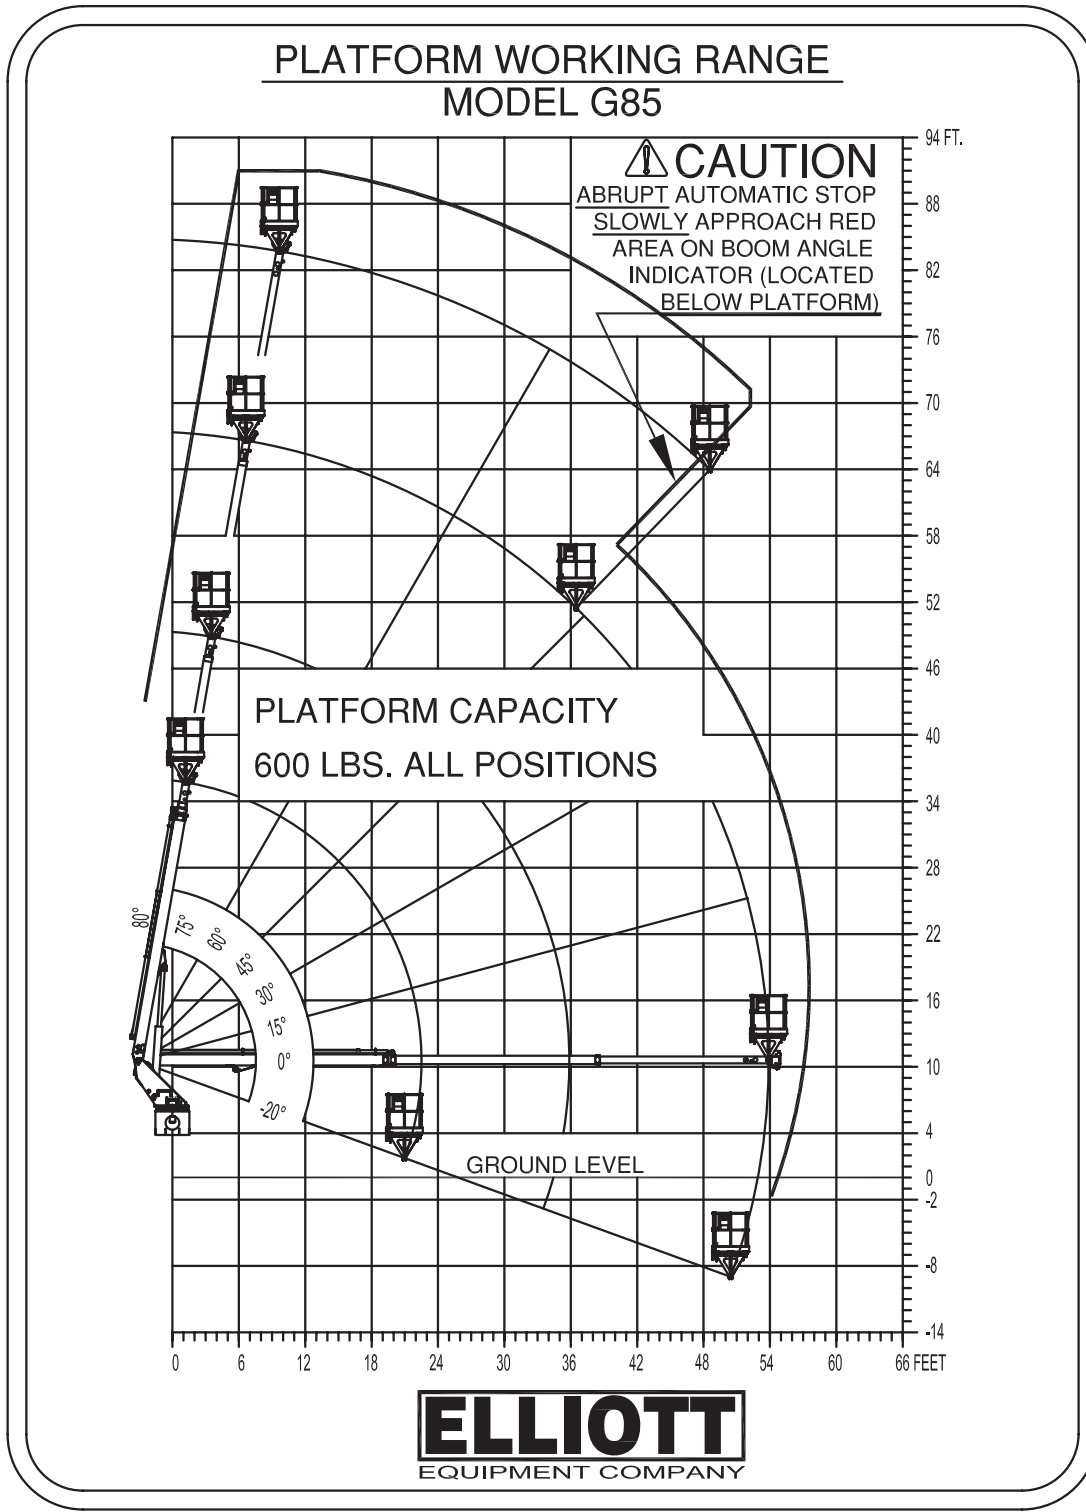 PLATFORM WORKING RANGE
MODEL G85
94 FT.
CAUTION
ABRUPT AUTOMATIC STOP
SLOWLY APPROACH RED
AREA ON BOOM ANGLE
INDICATOR (LOCATED
BELOW PLATFORM)
88
82
76
70
64
58
52
46
PLATFORM CAPACITY
600 LBS. ALL POSITIONS
40
34
28
22
16
10
4
0
-2
-8
-14
80°
75°
60°
45°
30°
15°
0°
-20°
GROUND LEVEL
0 6 12 18 24 30 36 42 48 54 60 66 FEET
ELLIOTT
EQUIPMENT COMPANY